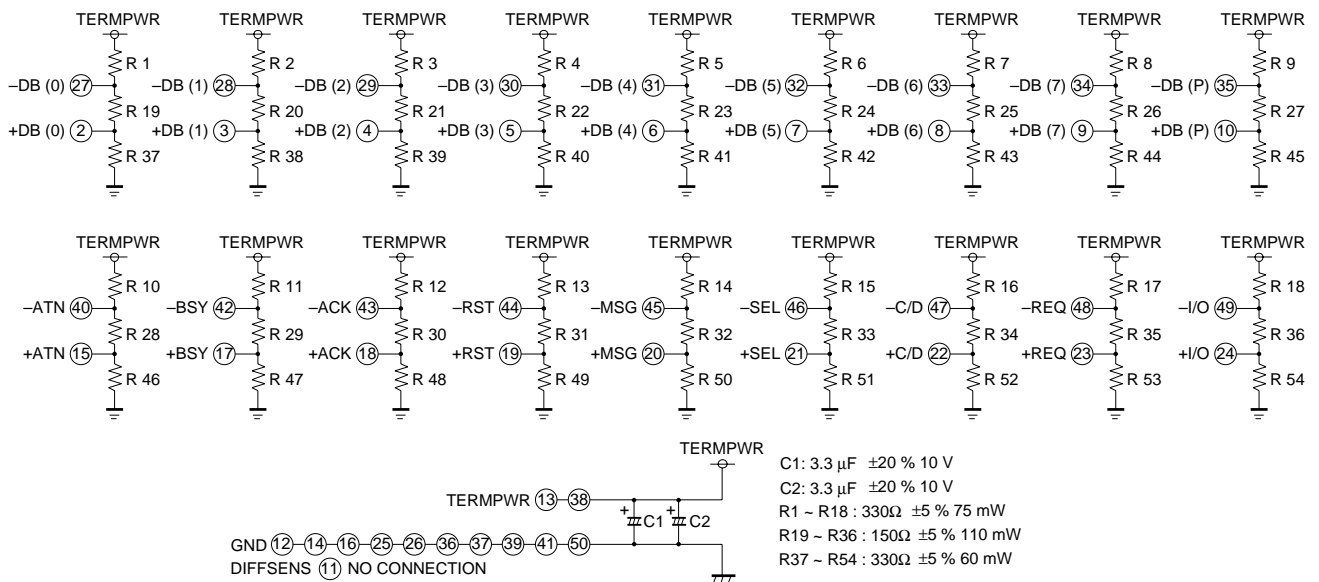 TERMPWR TERMPWR TERMPWR TERMPWR TERMPWR TERMPWR TERMPWR TERMPWR TERMPWR
R 1 R 2 R 3 R 4 R 5 R 6 R 7 R 8 R 9
–DB (0) 27 –DB (1) 28 –DB (2) 29 –DB (3) 30 –DB (4) 31 –DB (5) 32 –DB (6) 33 –DB (7) 34 –DB (P) 35
R 19 R 20 R 21 R 22 R 23 R 24 R 25 R 26 R 27
+DB (0) 2 +DB (1) 3 +DB (2) 4 +DB (3) 5 +DB (4) 6 +DB (5) 7 +DB (6) 8 +DB (7) 9 +DB (P) 10
R 37 R 38 R 39 R 40 R 41 R 42 R 43 R 44 R 45
TERMPWR TERMPWR TERMPWR TERMPWR TERMPWR TERMPWR TERMPWR TERMPWR TERMPWR
R 10 R 11 R 12 R 13 R 14 R 15 R 16 R 17 R 18
–ATN 40 –BSY 42 –ACK 43 –RST 44 –MSG 45 –SEL 46 –C/D 47 –REQ 48 –I/O 49
R 28 R 29 R 30 R 31 R 32 R 33 R 34 R 35 R 36
+ATN 15 +BSY 17 +ACK 18 +RST 19 +MSG 20 +SEL 21 +C/D 22 +REQ 23 +I/O 24
R 46 R 47 R 48 R 49 R 50 R 51 R 52 R 53 R 54
TERMPWR
TERMPWR 13 38
+ C1 + C2
GND 12 14 16 25 26 36 37 39 41 50
DIFFSENS 11 NO CONNECTION
C1: 3.3 µF ±20 % 10 V
C2: 3.3 µF ±20 % 10 V
R1 ~ R18 : 330Ω ±5 % 75 mW
R19 ~ R36 : 150Ω ±5 % 110 mW
R37 ~ R54 : 330Ω ±5 % 60 mW